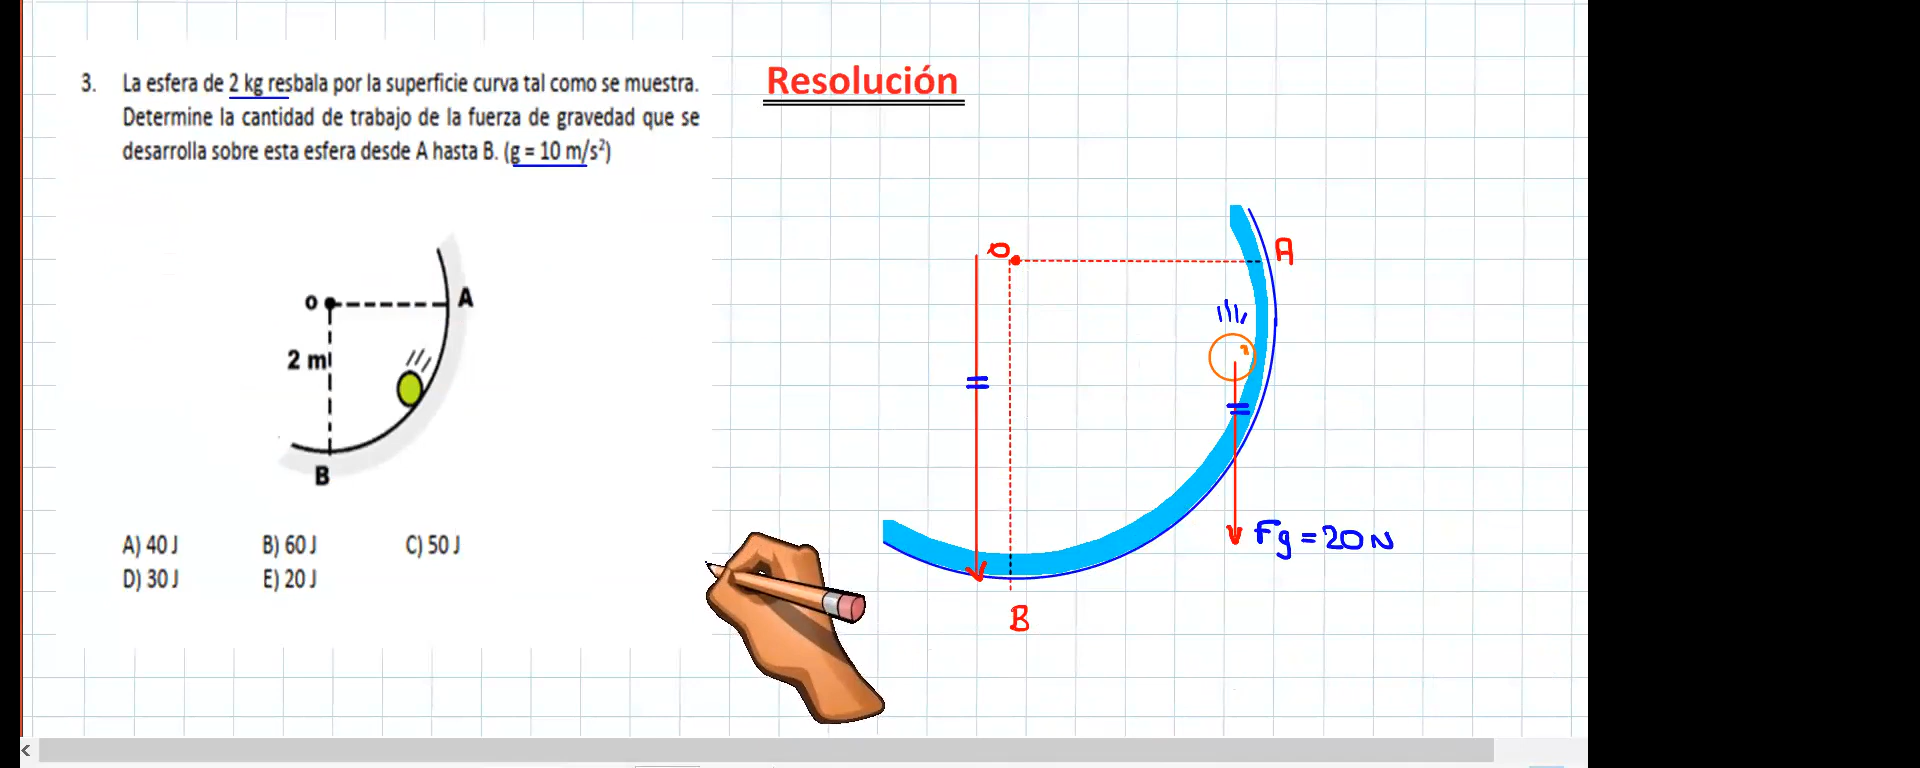 3. La esfera de 2 kg resbala por la superficie curva tal como se muestra.
Determine la cantidad de trabajo de la fuerza de gravedad que se
desarrolla sobre esta esfera desde A hasta B. (g = 10 m/s²)
O
A
2 m
B
A) 40 J B) 60 J C) 50 J
D) 30 J E) 20 J
Resolución
O
A
=
=
Fg = 20 N
B